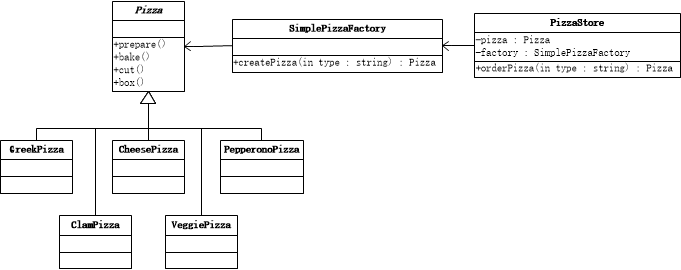 Pizza
+prepare()
+bake()
+cut()
+box()
SimplePizzaFactory
+createPizza(in type : string) : Pizza
PizzaStore
-pizza : Pizza
-factory : SimplePizzaFactory
+orderPizza(in type : string) : Pizza
GreekPizza
CheesePizza
PepperonoPizza
ClamPizza
VeggiePizza